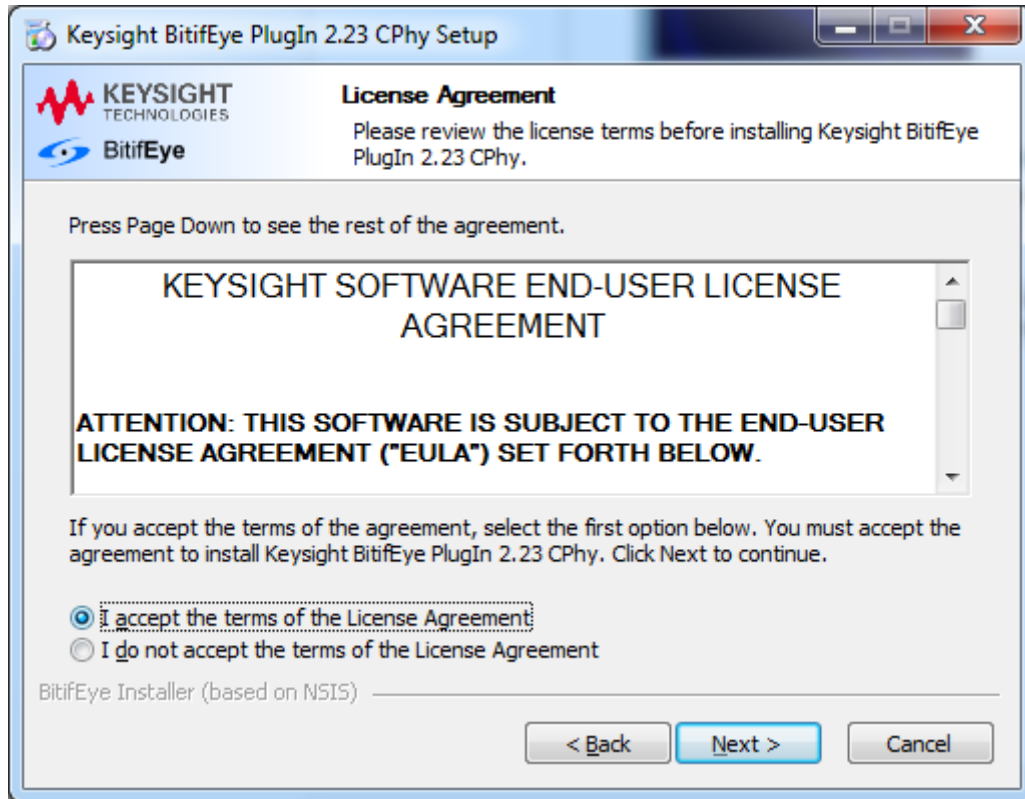 Keysight BitifEye PlugIn 2.23 CPhy Setup
KEYSIGHT
TECHNOLOGIES
BitifEye
License Agreement
Please review the license terms before installing Keysight BitifEye
PlugIn 2.23 CPhy.
Press Page Down to see the rest of the agreement.
KEYSIGHT SOFTWARE END-USER LICENSE
AGREEMENT
ATTENTION: THIS SOFTWARE IS SUBJECT TO THE END-USER
LICENSE AGREEMENT ("EULA") SET FORTH BELOW.
If you accept the terms of the agreement, select the first option below. You must accept the
agreement to install Keysight BitifEye PlugIn 2.23 CPhy. Click Next to continue.
I accept the terms of the License Agreement
I do not accept the terms of the License Agreement
BitifEye Installer (based on NSIS)
< Back
Next >
Cancel